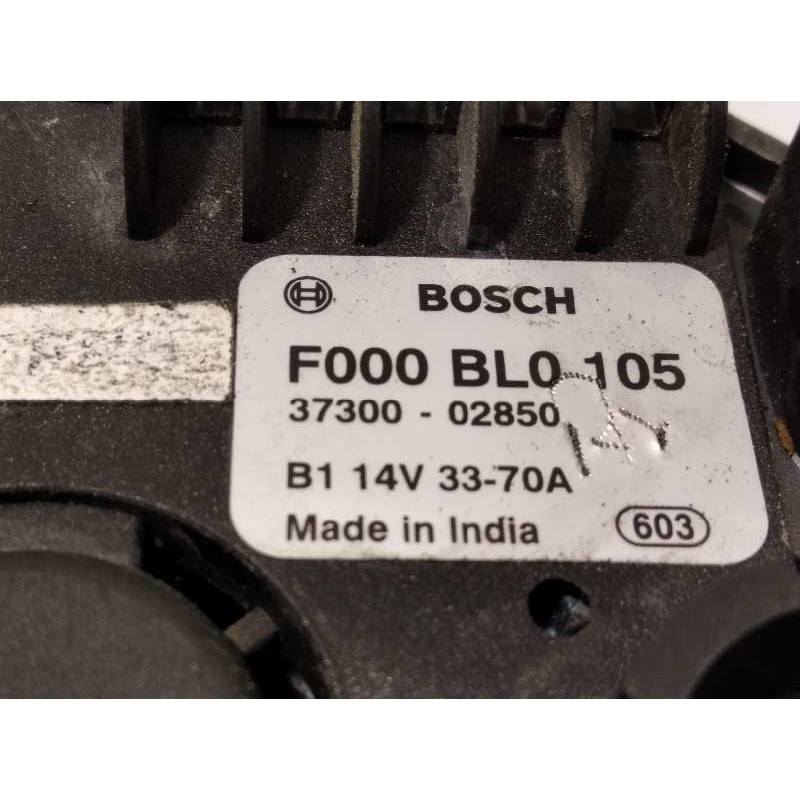 BOSCH
F000 BL0 105
37300 - 02850
B1 14V 33-70A
Made in India 603